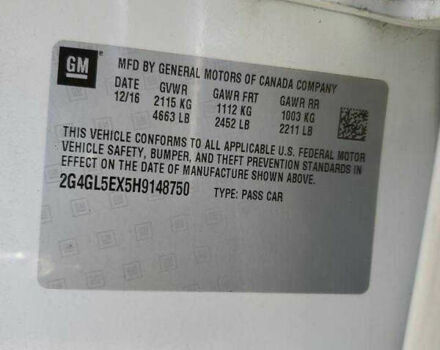 GM
MFD BY GENERAL MOTORS OF CANADA COMPANY
DATE GVWR GAWR FRT GAWR RR
12/16 2115 KG 1112 KG 1003 KG
4663 LB 2452 LB 2211 LB
THIS VEHICLE CONFORMS TO ALL APPLICABLE U.S. FEDERAL MOTOR
VEHICLE SAFETY, BUMPER, AND THEFT PREVENTION STANDARDS IN
EFFECT ON THE DATE OF MANUFACTURE SHOWN ABOVE.
2G4GL5EX5H9148750 TYPE: PASS CAR